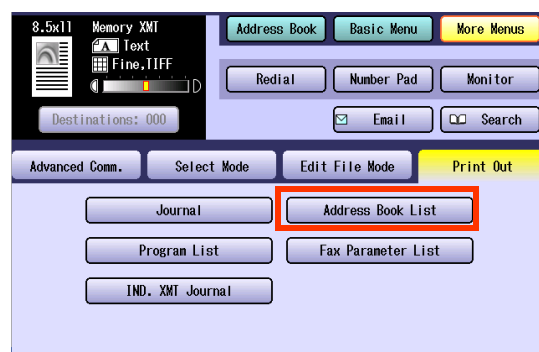 8.5x11 Memory XMT
A Text
Fine,TIFF
D
Destinations: 000
Address Book Basic Menu More Menus
Redial Number Pad Monitor
Email Search
Advanced Comm. Select Mode Edit File Mode Print Out
Journal Address Book List
Program List Fax Parameter List
IND. XMT Journal